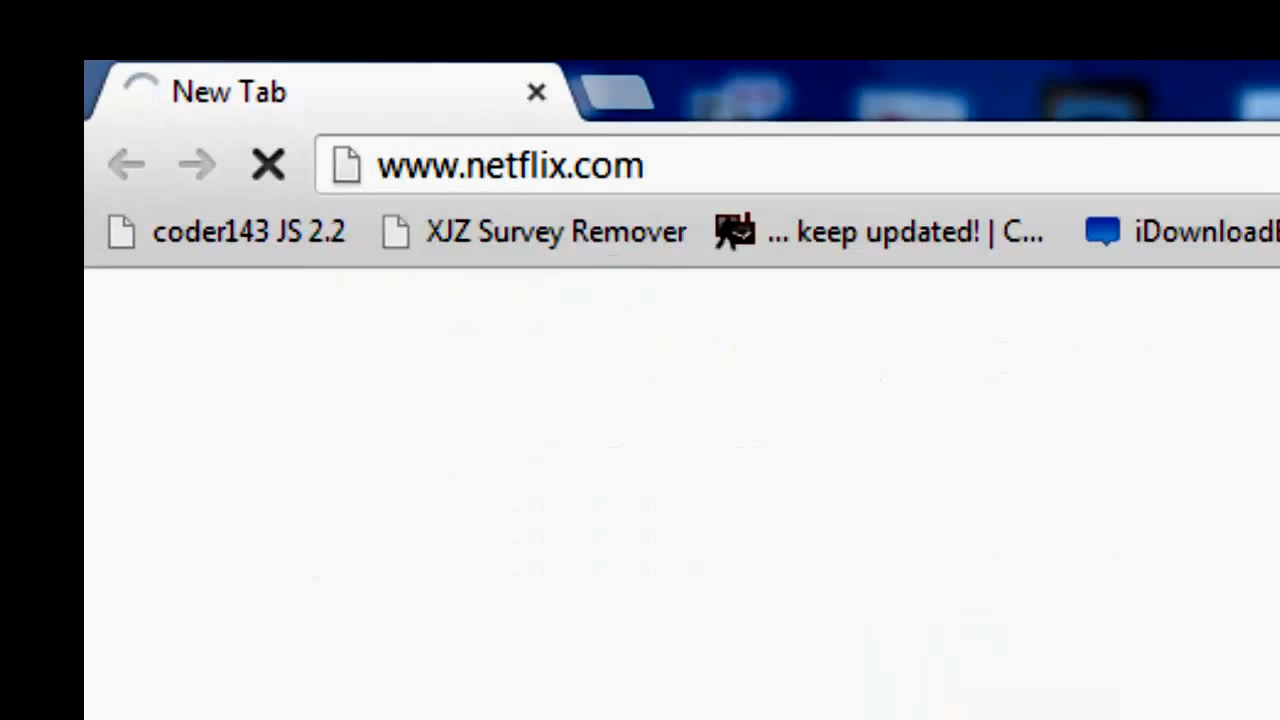 New Tab
www.netflix.com
coder143 JS 2.2 XJZ Survey Remover ... keep updated! | C... iDownload